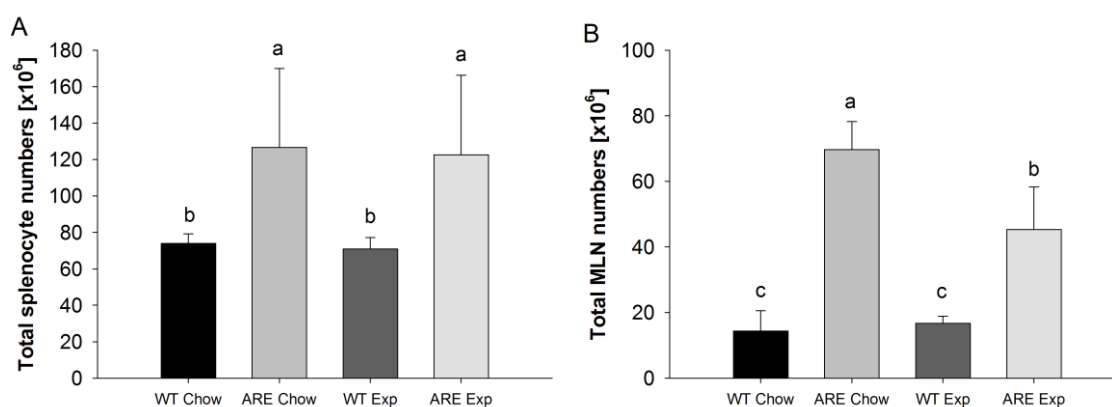 A
Total splenocyte numbers [x10⁶]
180
160
140
120
100
80
60
40
20
0
b
a
b
a
WT Chow
ARE Chow
WT Exp
ARE Exp
B
Total MLN numbers [x10⁶]
100
80
60
40
20
0
c
a
c
b
WT Chow
ARE Chow
WT Exp
ARE Exp